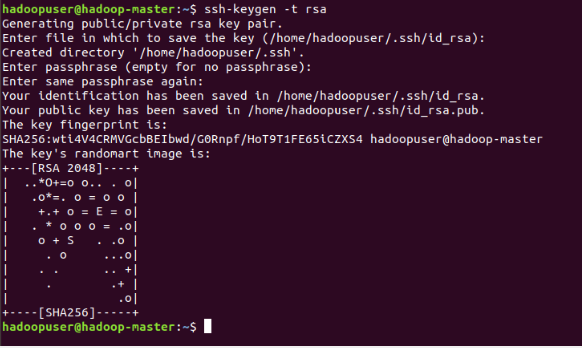 hadoopuser@hadoop-master:~$ ssh-keygen -t rsa
Generating public/private rsa key pair.
Enter file in which to save the key (/home/hadoopuser/.ssh/id_rsa):
Created directory '/home/hadoopuser/.ssh'.
Enter passphrase (empty for no passphrase):
Enter same passphrase again:
Your identification has been saved in /home/hadoopuser/.ssh/id_rsa.
Your public key has been saved in /home/hadoopuser/.ssh/id_rsa.pub.
The key fingerprint is:
SHA256:wti4V4CRMVGcbBEIbwd/G0Rnpf/HoT9T1FE65iCZXS4 hadoopuser@hadoop-master
The key's randomart image is:
+---[RSA 2048]----+
|  ..*O+=o o.. . o|
|   .o*=. o = o o |
|    +.+ o = E = o|
|   . * o o o = .o|
|    o + S   . .o |
|     . o     ...o|
|    . .      .. +|
|     .        .+ |
|               .o|
+----[SHA256]-----+
hadoopuser@hadoop-master:~$